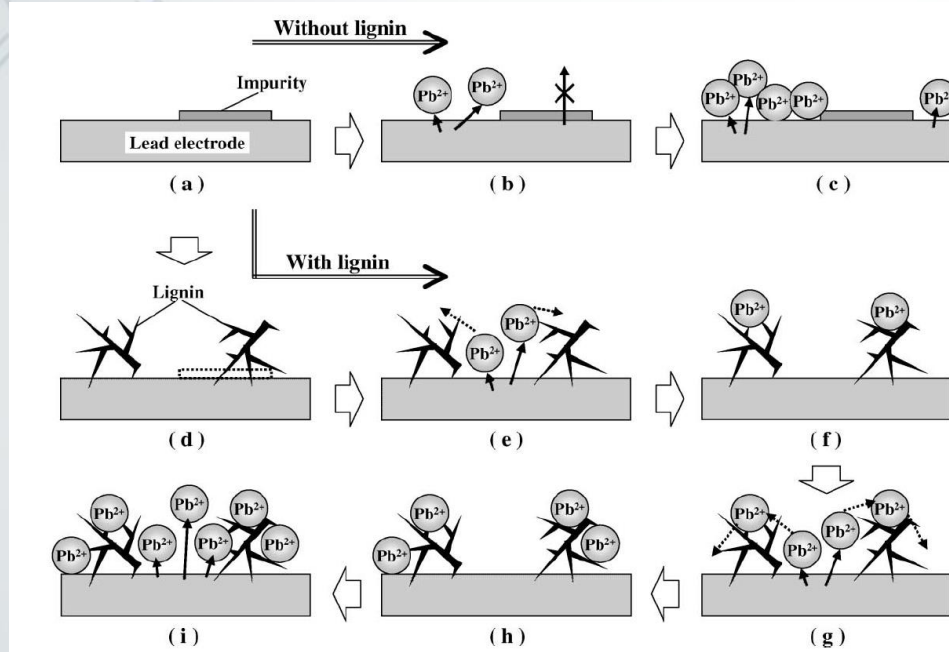 Without lignin
Impurity
Lead electrode
Pb²⁺ Pb²⁺
Pb²⁺ Pb²⁺ Pb²⁺ Pb²⁺ Pb²
( a ) ( b ) ( c )
With lignin
Lignin
Pb²⁺ Pb²⁺
Pb²⁺ Pb²⁺
( d ) ( e ) ( f )
Pb²⁺ Pb²⁺ Pb²⁺ Pb²⁺ Pb²⁺ Pb²⁺
Pb²⁺ Pb²⁺ Pb²⁺ Pb²⁺
Pb²⁺ Pb²⁺ Pb²⁺ Pb²⁺
( i ) ( h ) ( g )